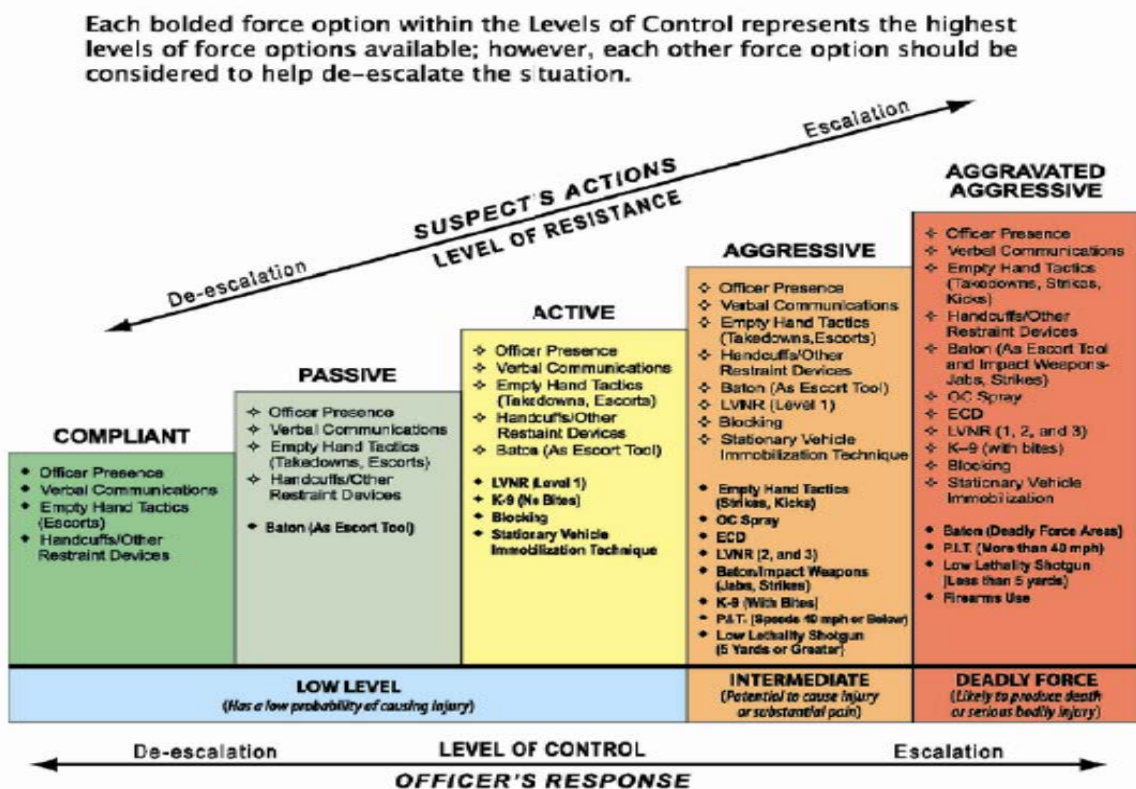 Each bolded force option within the Levels of Control represents the highest
levels of force options available; however, each other force option should be
considered to help de-escalate the situation.
Escalation
SUSPECT'S ACTIONS
LEVEL OF RESISTANCE
De-escalation
COMPLIANT
Officer Presence
Verbal Communications
Empty Hand Tactics
(Escorts)
Handcuffs/Other
Restraint Devices
PASSIVE
Officer Presence
Verbal Communications
Empty Hand Tactics
(Takedowns, Escorts)
Handcuffs/Other
Restraint Devices
Baton (As Escort Tool)
ACTIVE
Officer Presence
Verbal Communications
Empty Hand Tactics
(Takedowns, Escorts)
Handcuffs/Other
Restraint Devices
Baton (As Escort Tool)
LVNR (Level 1)
K-9 (No Bites)
Blocking
Stationary Vehicle
Immobilization Technique
AGGRESSIVE
Officer Presence
Verbal Communications
Empty Hand Tactics
(Takedowns,Escorts)
Handcuffs/Other
Restraint Devices
Baton (As Escort Tool)
LVNR (Level 1)
Blocking
Stationary Vehicle
Immobilization Technique
Empty Hand Tactics
(Strikes, Kicks)
OC Spray
ECD
LVNR (2, and 3)
Baton/Impact Weapons
(Jabs, Strikes)
K-9 (With Bites)
P.I.T. (Speeds 40 mph or Below)
Low Lethality Shotgun
(5 Yards or Greater)
AGGRAVATED
AGGRESSIVE
Officer Presence
Verbal Communications
Empty Hand Tactics
(Takedowns, Strikes,
Kicks)
Handcuffs/Other
Restraint Devices
Baton (As Escort Tool
and Impact Weapons-
Jabs, Strikes)
OC Spray
ECD
LVNR (1, 2, and 3)
K-9 (with bites)
Blocking
Stationary Vehicle
Immobilization
Baton (Deadly Force Areas)
P.I.T. (More than 40 mph)
Low Lethality Shotgun
(Less than 5 yards)
Firearms Use
LOW LEVEL
(Has a low probability of causing injury)
INTERMEDIATE
(Potential to cause injury
or substantial pain)
DEADLY FORCE
(Likely to produce death
or serious bodily injury)
De-escalation
LEVEL OF CONTROL
Escalation
OFFICER'S RESPONSE